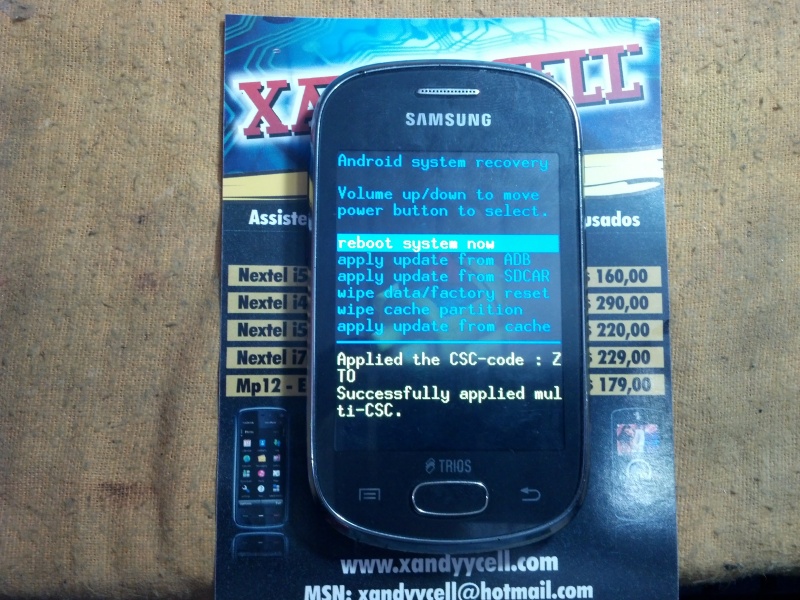 SAMSUNG
Android system recovery
Volume up/down to move
power button to select.
reboot system now
apply update from ADB
apply update from SDCAR
wipe data/factory reset
wipe cache partition
apply update from cache
Applied the CSC-code : Z
TO
Successfully applied mul
ti-CSC.
TRIOS
Nextel i5
Nextel i4
Nextel i5
Nextel i7
Mp12 - E
160,00
290,00
220,00
229,00
179,00
www.xandyycell.com
MSN: xandyycell@hotmail.com